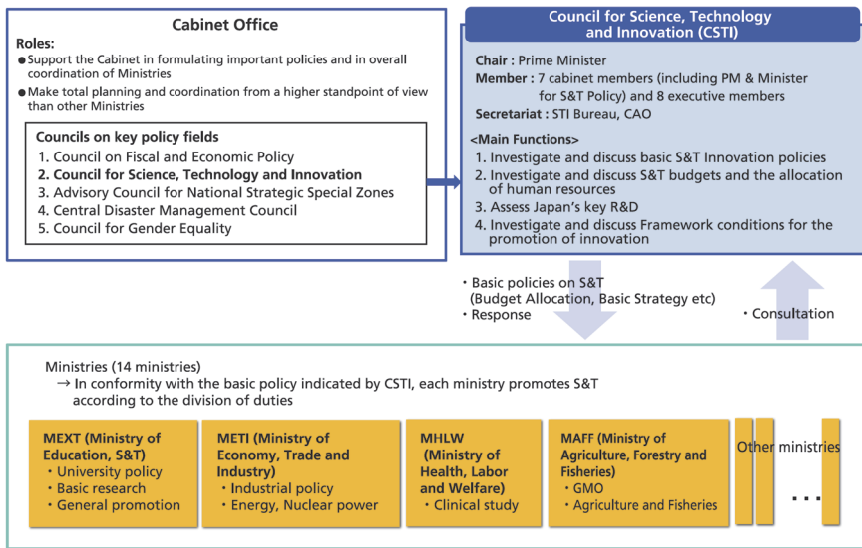 Cabinet Office
Roles:
●Support the Cabinet in formulating important policies and in overall
coordination of Ministries
●Make total planning and coordination from a higher standpoint of view
than other Ministries
Councils on key policy fields
1. Council on Fiscal and Economic Policy
2. Council for Science, Technology and Innovation
3. Advisory Council for National Strategic Special Zones
4. Central Disaster Management Council
5. Council for Gender Equality
Council for Science, Technology
and Innovation (CSTI)
Chair : Prime Minister
Member : 7 cabinet members (including PM & Minister
for S&T Policy) and 8 executive members
Secretariat : STI Bureau, CAO
<Main Functions>
1. Investigate and discuss basic S&T Innovation policies
2. Investigate and discuss S&T budgets and the allocation
of human resources
3. Assess Japan's key R&D
4. Investigate and discuss Framework conditions for the
promotion of innovation
・Basic policies on S&T
(Budget Allocation, Basic Strategy etc)
・Response
・Consultation
Ministries (14 ministries)
→ In conformity with the basic policy indicated by CSTI, each ministry promotes S&T
according to the division of duties
MEXT (Ministry of
Education, S&T)
・University policy
・Basic research
・General promotion
METI (Ministry of
Economy, Trade and
Industry)
・Industrial policy
・Energy, Nuclear power
MHLW
(Ministry of
Health, Labor
and Welfare)
・Clinical study
MAFF (Ministry of
Agriculture, Forestry and
Fisheries)
・GMO
・Agriculture and Fisheries
Other ministries
...